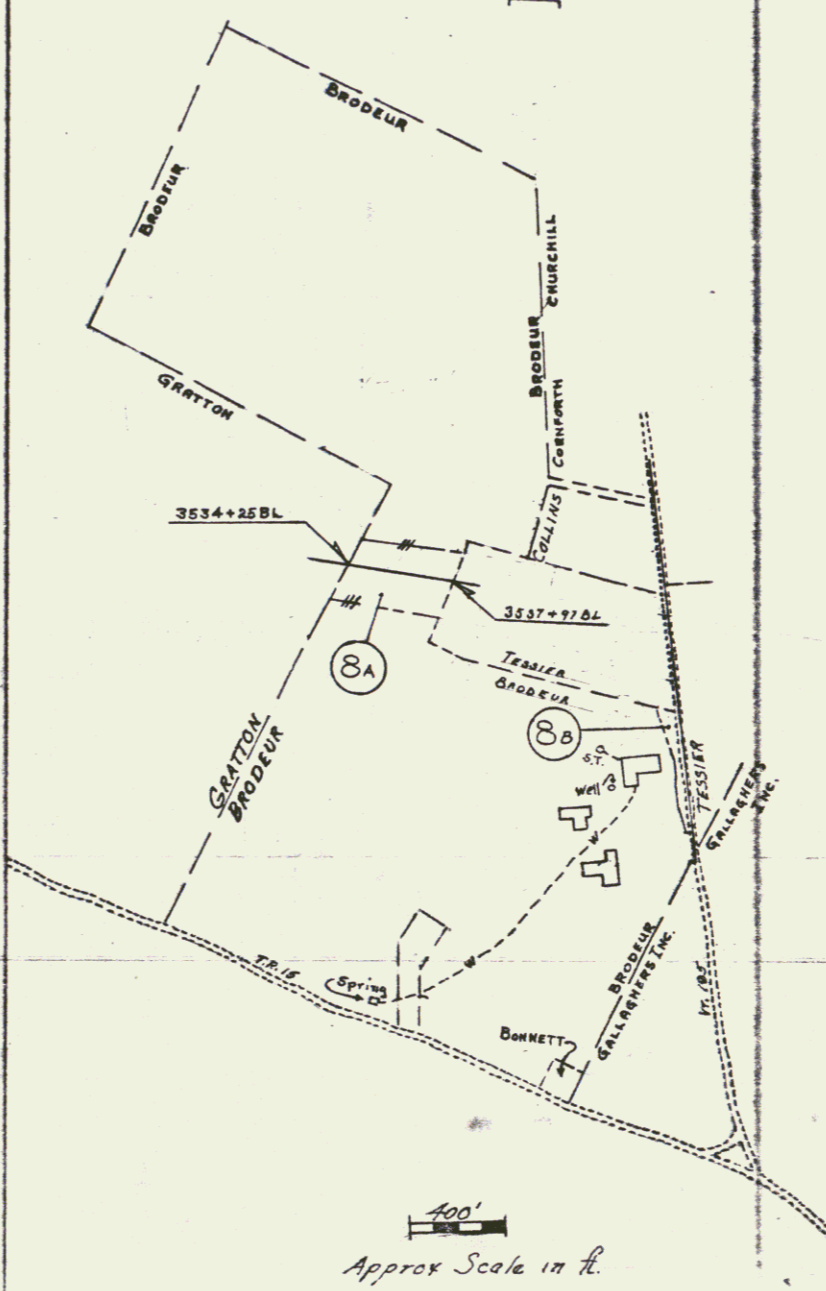 BRODEUR
BRODEUR
CHURCHILL
BRODEUR
GRATTON
CORNFORTH
COLLINS
3534+25BL
3537+97BL
8A
TESSIER
BRODEUR
8B
GRATTON
BRODEUR
S.T.
Well
TESSIER
GALLAGHERS
INC.
W
W
BRODEUR
GALLAGHERS INC.
T.R. 15
Spring
Vt. 105
BONNETT
400'
Approx Scale in ft.